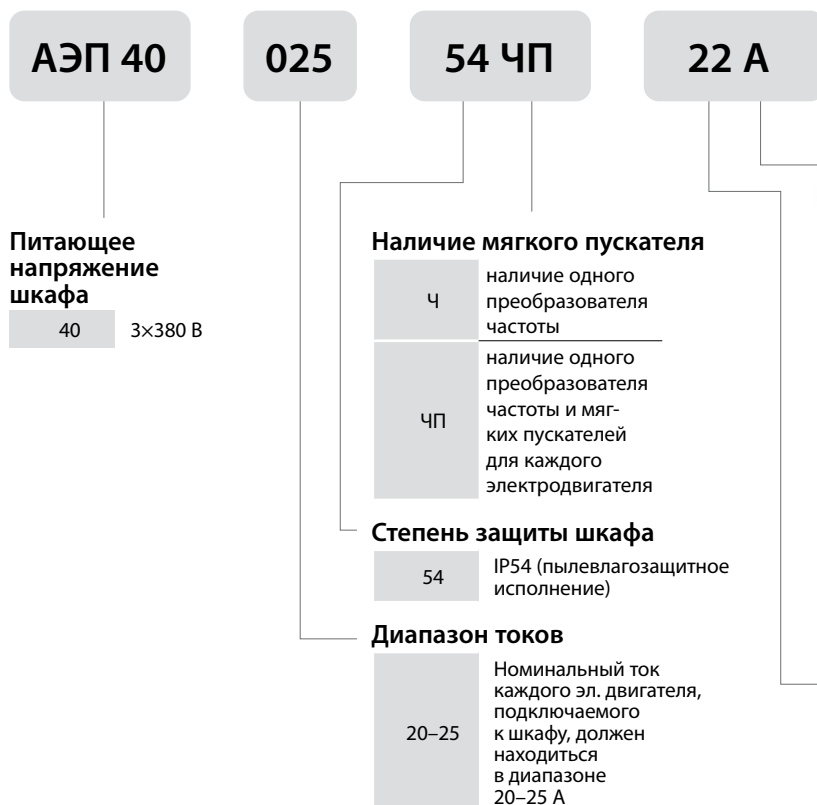 АЭП 40
025
54 ЧП
22 А
Питающее
напряжение
шкафа
40
3×380 В
Наличие мягкого пускателя
Ч
наличие одного
преобразователя
частоты
ЧП
наличие одного
преобразователя
частоты и мяг-
ких пускателей
для каждого
электродвигателя
Степень защиты шкафа
54
IP54 (пылевлагозащитное
исполнение)
Диапазон токов
20–25
Номинальный ток
каждого эл. двигателя,
подключаемого
к шкафу, должен
находиться
в диапазоне
20–25 А